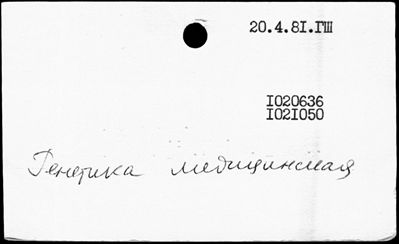 20.4.8I.ГШ
I020636
I02I050
Генетика медицинская